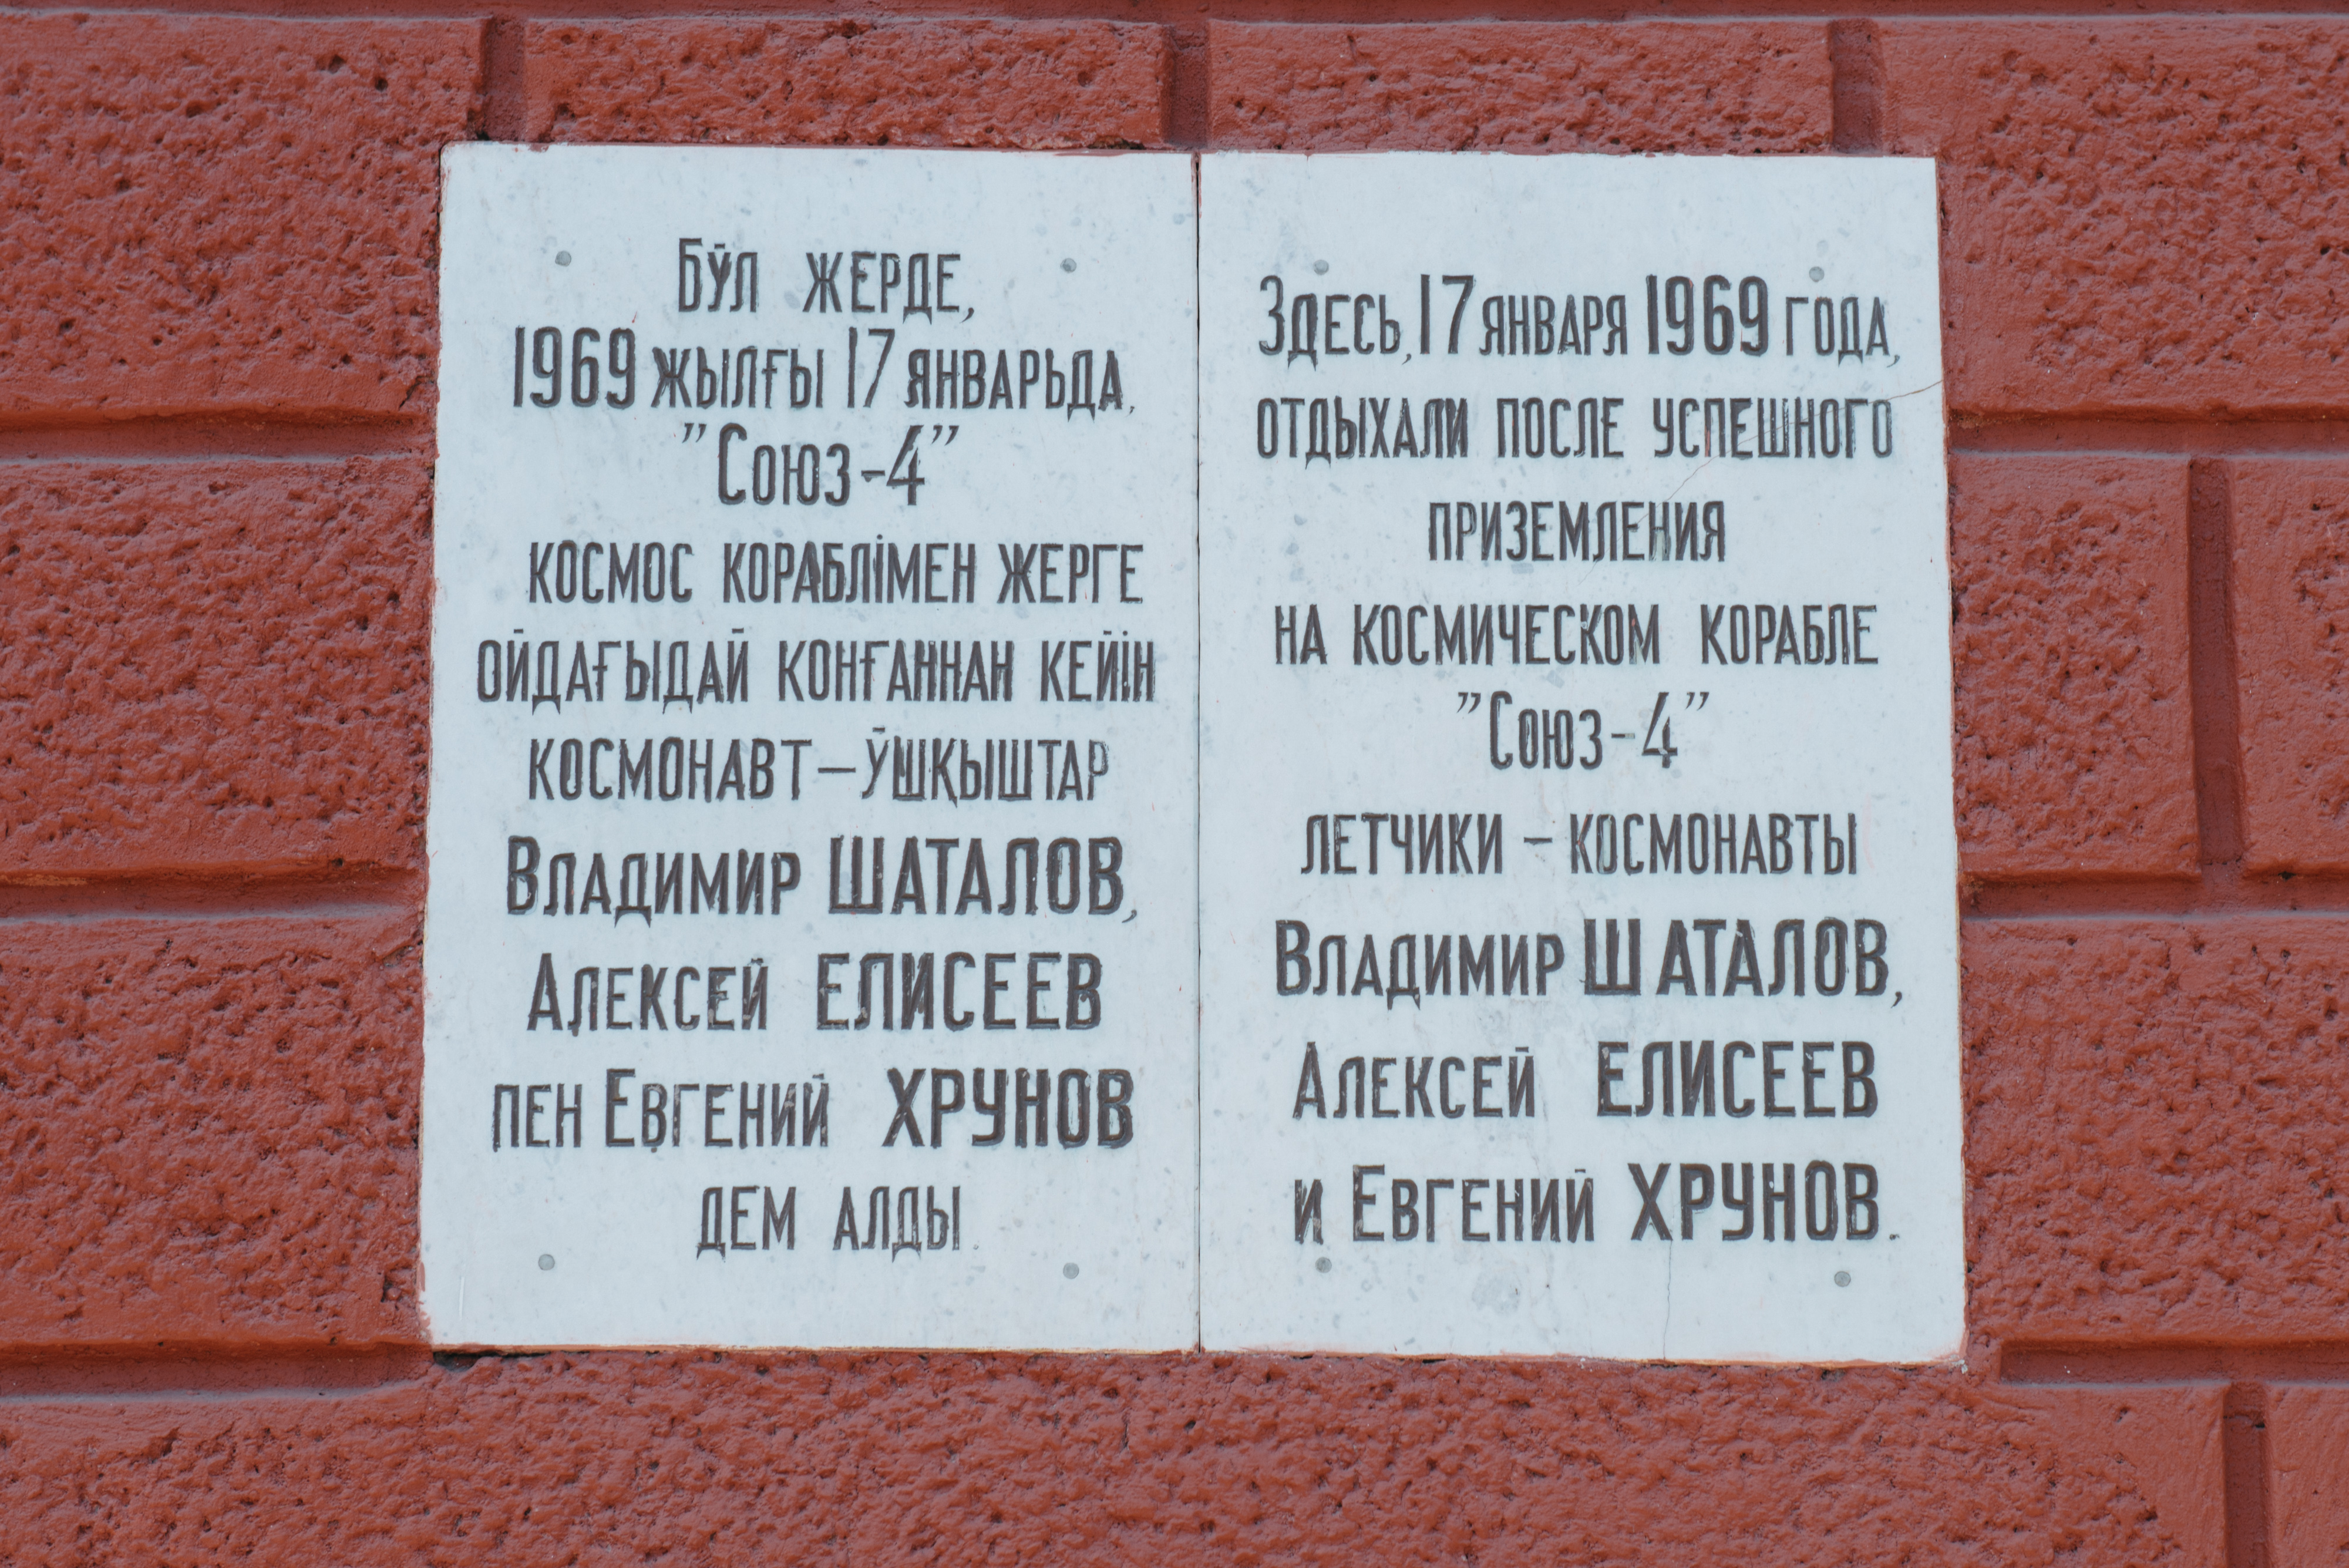 Бӯл жерде,
1969 жылғы 17 январьда,
"Союз-4"
космос кораблімен жерге
ойдағыдай конғаннан кейін
космонавт-ӯшқыштар
Владимир ШАТАЛОВ,
Алексей ЕЛИСЕЕВ
пен Евгений ХРУНОВ
дем алды.
Здесь, 17 января 1969 года,
отдыхали после успешного
приземления
на космическом корабле
"Союз-4"
летчики - космонавты
Владимир ШАТАЛОВ,
Алексей ЕЛИСЕЕВ
и Евгений ХРУНОВ.